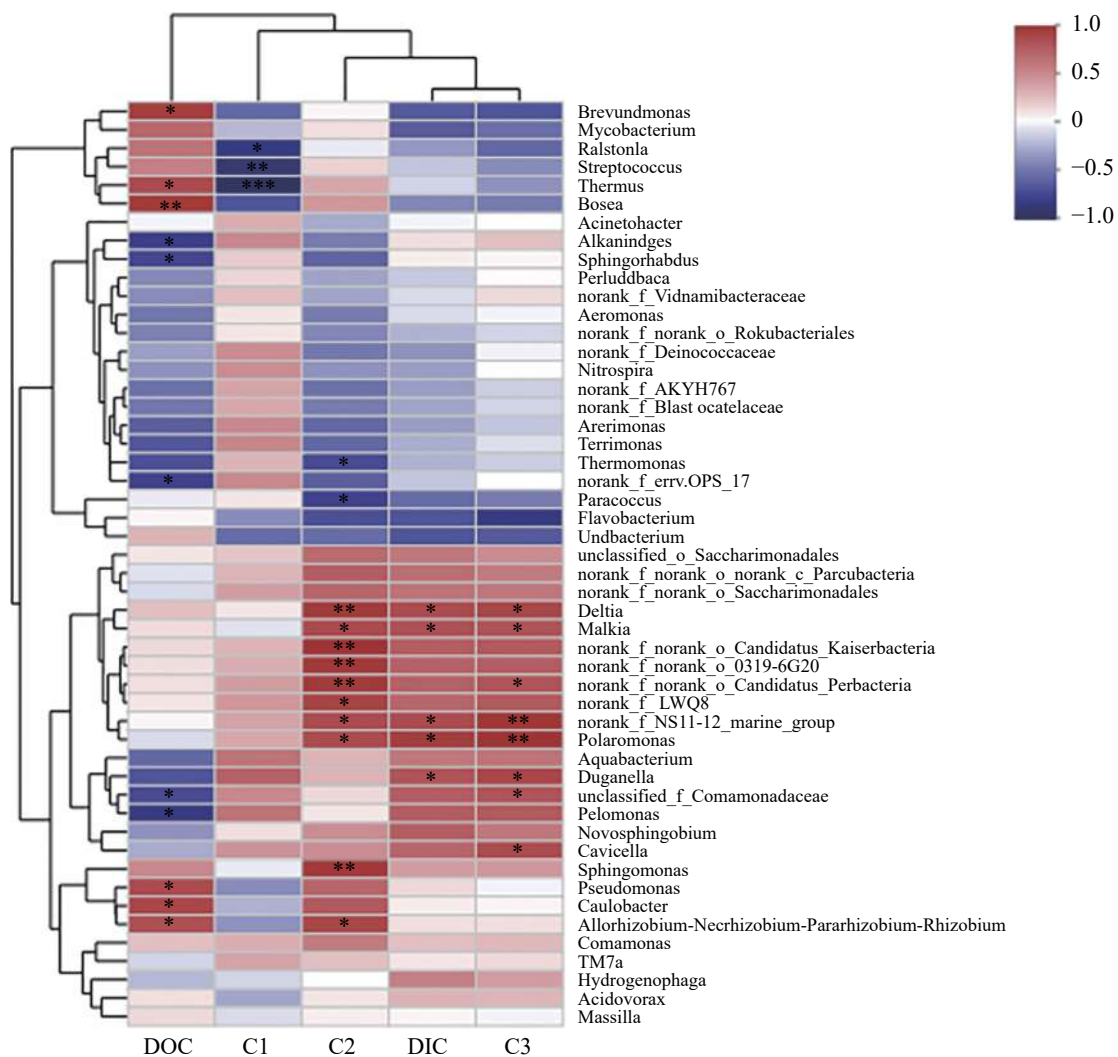 1.0
0.5
0
−0.5
−1.0
* Brevundmonas
Mycobacterium
* Ralstonla
** Streptococcus
* *** Thermus
** Bosea
Acinetohacter
* Alkanindges
* Sphingorhabdus
Perluddbaca
norank_f_Vidnamibacteraceae
Aeromonas
norank_f_norank_o_Rokubacteriales
norank_f_Deinococcaceae
Nitrospira
norank_f_AKYH767
norank_f_Blast ocatelaceae
Arerimonas
Terrimonas
* Thermomonas
* norank_f_errv.OPS_17
* Paracoccus
Flavobacterium
Undbacterium
unclassified_o_Saccharimonadales
norank_f_norank_o_norank_c_Parcubacteria
norank_f_norank_o_Saccharimonadales
** * * Deltia
* * * Malkia
** norank_f_norank_o_Candidatus_Kaiserbacteria
** norank_f_norank_o_0319-6G20
** * norank_f_norank_o_Candidatus_Perbacteria
* norank_f_ LWQ8
* * ** norank_f_NS11-12_marine_group
* * ** Polaromonas
Aquabacterium
* * Duganella
* * unclassified_f_Comamonadaceae
* Pelomonas
Novosphingobium
* Cavicella
** Sphingomonas
* Pseudomonas
* Caulobacter
* * Allorhizobium-Necrhizobium-Pararhizobium-Rhizobium
Comamonas
TM7a
Hydrogenophaga
Acidovorax
Massilla
DOC C1 C2 DIC C3